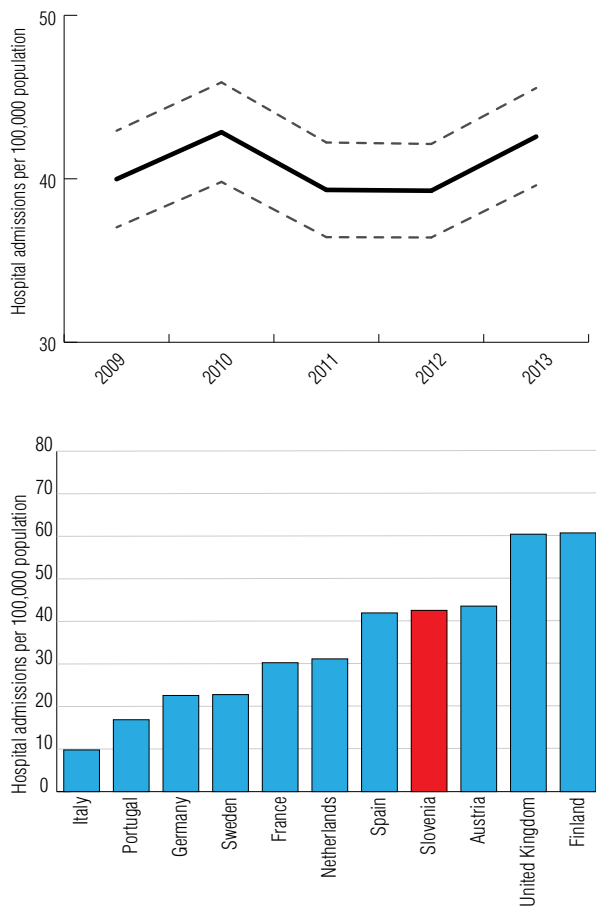 Hospital admissions per 100,000 population
50
40
30
2009
2010
2011
2012
2013
Hospital admissions per 100,000 population
80
70
60
50
40
30
20
10
0
Italy
Portugal
Germany
Sweden
France
Netherlands
Spain
Slovenia
Austria
United Kingdom
Finland